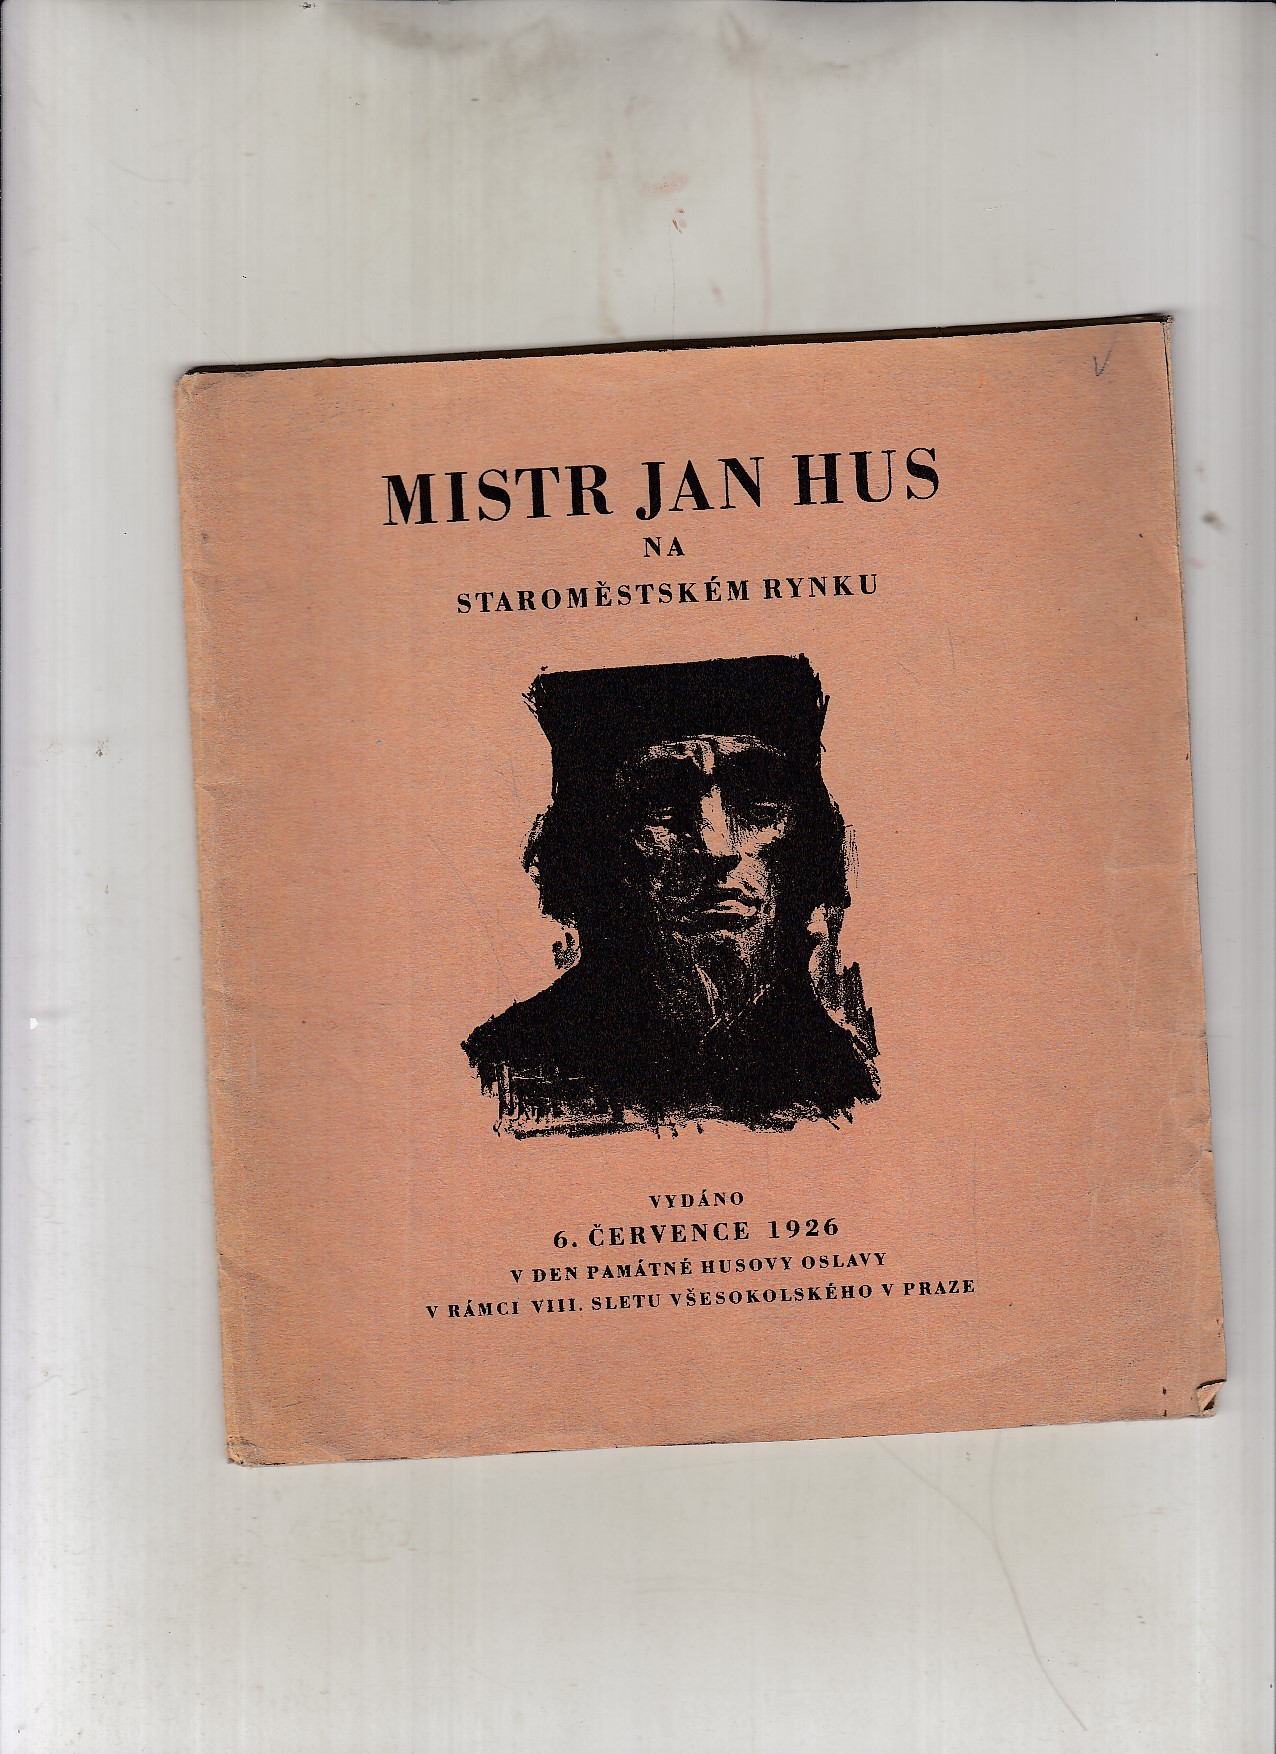 MISTR JAN HUS
NA
STAROMĚSTSKÉM RYNKU
VYDÁNO
6. ČERVENCE 1926
V DEN PAMÁTNÉ HUSOVY OSLAVY
V RÁMCI VIII. SLETU VŠESOKOLSKÉHO V PRAZE